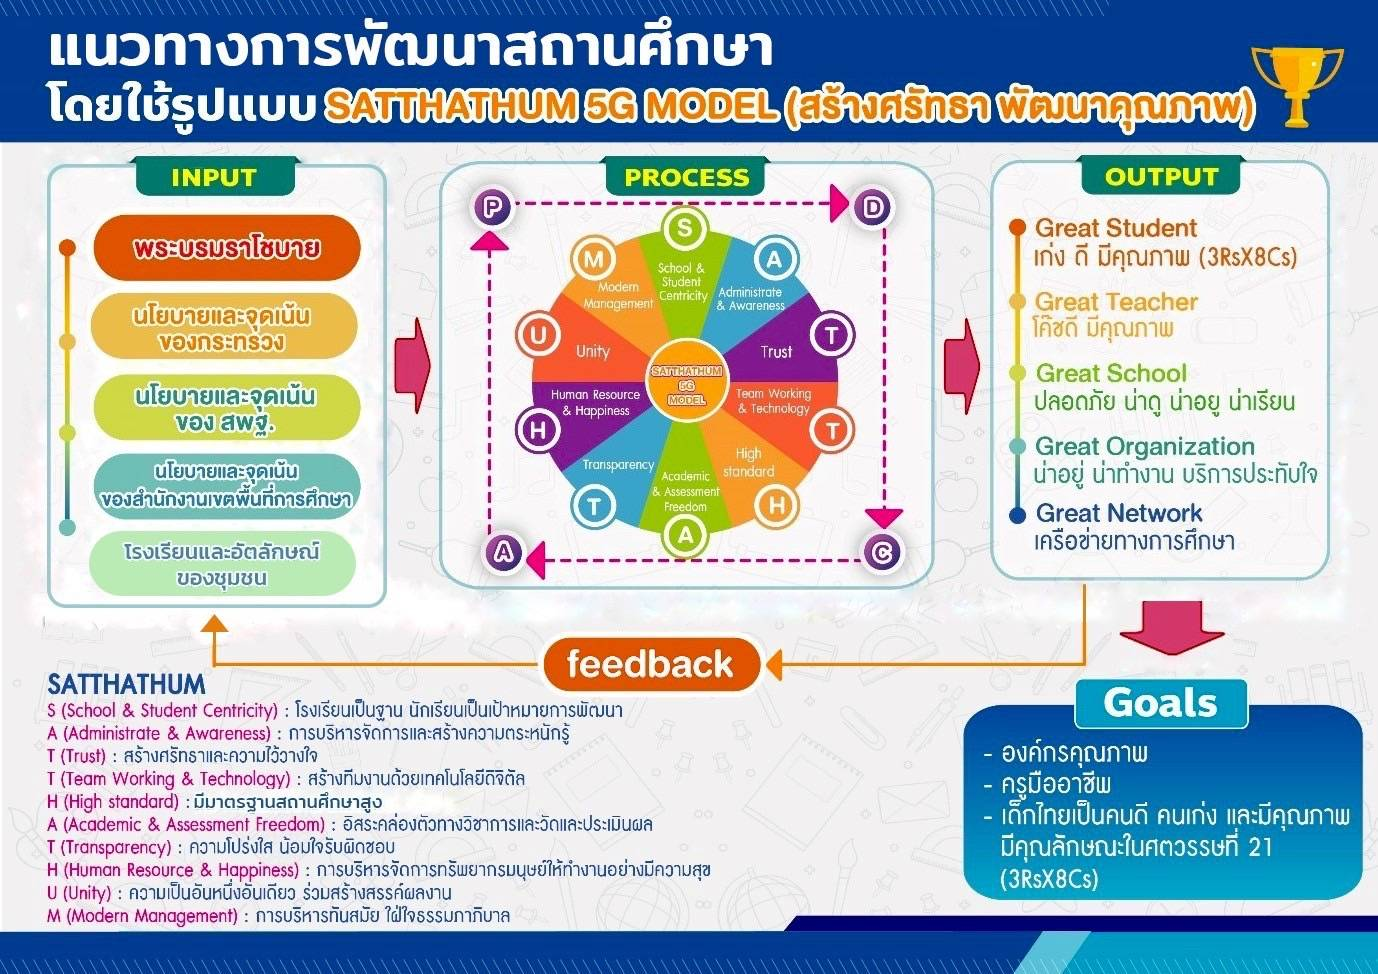 แนวทางการพัฒนาสถานศึกษา
โดยใช้รูปแบบ SATTHATHUM 5G MODEL (สร้างศรัทธา พัฒนาคุณภาพ)
INPUT
พระบรมราโชบาย
นโยบายและจุดเน้น
ของกระทรวง
นโยบายและจุดเน้น
ของ สพฐ.
นโยบายและจุดเน้น
ของสำนักงานเขตพื้นที่การศึกษา
โรงเรียนและอัตลักษณ์
ของชุมชน
PROCESS
P
D
C
A
S
School &
Student
Centricity
A
Administrate
& Awareness
T
Trust
T
Team Working
& Technology
H
High
standard
A
Academic
& Assessment
Freedom
T
Transparency
H
Human Resource
& Happiness
U
Unity
M
Modern
Management
SATTHATHUM
5G
MODEL
OUTPUT
Great Student
เก่ง ดี มีคุณภาพ (3RsX8Cs)
Great Teacher
โค๊ชดี มีคุณภาพ
Great School
ปลอดภัย น่าดู น่าอยู่ น่าเรียน
Great Organization
น่าอยู่ น่าทำงาน บริการประทับใจ
Great Network
เครือข่ายทางการศึกษา
feedback
SATTHATHUM
S (School & Student Centricity) : โรงเรียนเป็นฐาน นักเรียนเป็นเป้าหมายการพัฒนา
A (Administrate & Awareness) : การบริหารจัดการและสร้างความตระหนักรู้
T (Trust) : สร้างศรัทธาและความไว้วางใจ
T (Team Working & Technology) : สร้างทีมงานด้วยเทคโนโลยีดิจิตัล
H (High standard) : มีมาตรฐานสถานศึกษาสูง
A (Academic & Assessment Freedom) : อิสระคล่องตัวทางวิชาการและวัดและประเมินผล
T (Transparency) : ความโปร่งใส น้อมใจรับผิดชอบ
H (Human Resource & Happiness) : การบริหารจัดการทรัพยากรมนุษย์ให้ทำงานอย่างมีความสุข
U (Unity) : ความเป็นอันหนึ่งอันเดียว ร่วมสร้างสรรค์ผลงาน
M (Modern Management) : การบริหารทันสมัย ใฝ่ใจธรรมภาภิบาล
Goals
- องค์กรคุณภาพ
- ครูมืออาชีพ
- เด็กไทยเป็นคนดี คนเก่ง และมีคุณภาพ
มีคุณลักษณะในศตวรรษที่ 21
(3RsX8Cs)